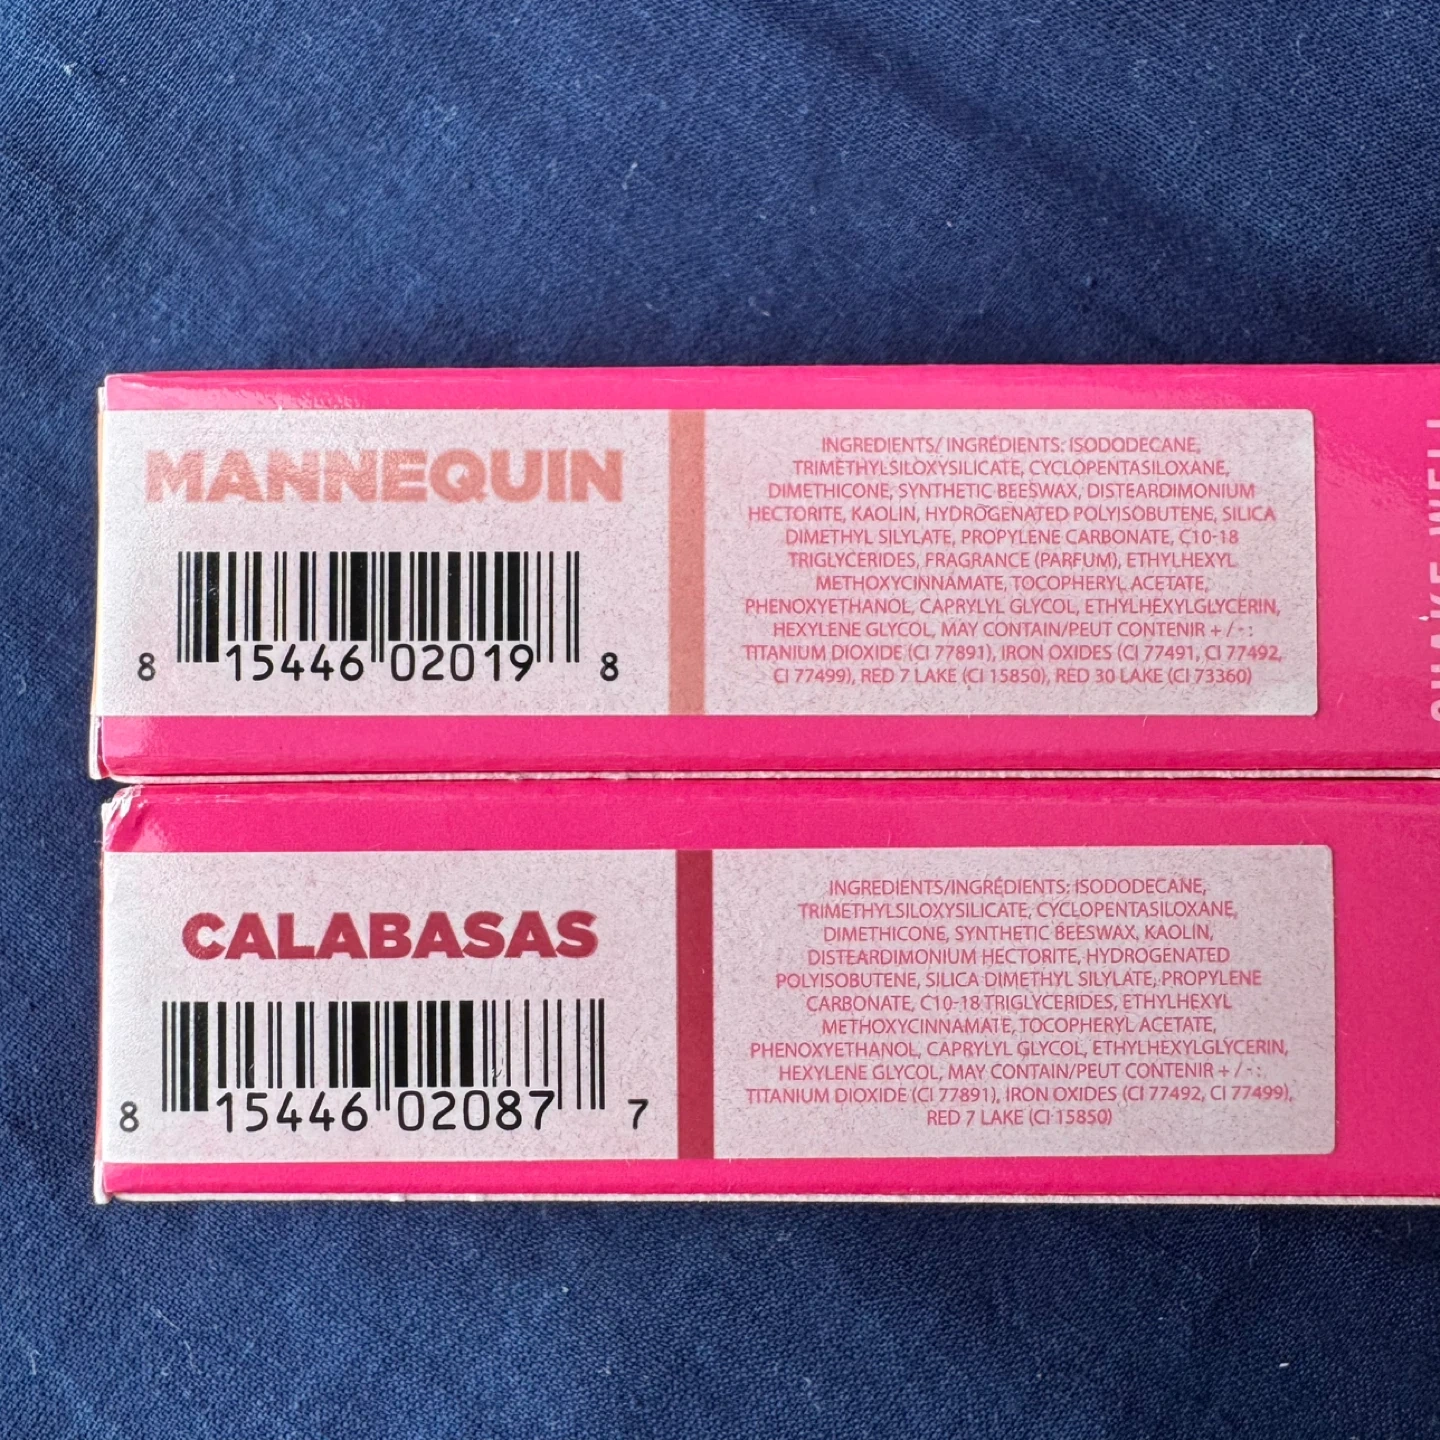 MANNEQUIN
8 15446 02019 8
INGREDIENTS/ INGRÉDIENTS: ISODODECANE,
TRIMETHYLSILOXYSILICATE, CYCLOPENTASILOXANE,
DIMETHICONE, SYNTHETIC BEESWAX, DISTEARDIMONIUM
HECTORITE, KAOLIN, HYDROGENATED POLYISOBUTENE, SILICA
DIMETHYL SILYLATE, PROPYLENE CARBONATE, C10-18
TRIGLYCERIDES, FRAGRANCE (PARFUM), ETHYLHEXYL
METHOXYCINNAMATE, TOCOPHERYL ACETATE,
PHENOXYETHANOL, CAPRYLYL GLYCOL, ETHYLHEXYLGLYCERIN,
HEXYLENE GLYCOL, MAY CONTAIN/PEUT CONTENIR + / - :
TITANIUM DIOXIDE (CI 77891), IRON OXIDES (CI 77491, CI 77492,
CI 77499), RED 7 LAKE (CI 15850), RED 30 LAKE (CI 73360)
SHAKE WELL
CALABASAS
8 15446 02087 7
INGREDIENTS/INGRÉDIENTS: ISODODECANE,
TRIMETHYLSILOXYSILICATE, CYCLOPENTASILOXANE,
DIMETHICONE, SYNTHETIC BEESWAX, KAOLIN,
DISTEARDIMONIUM HECTORITE, HYDROGENATED
POLYISOBUTENE, SILICA DIMETHYL SILYLATE, PROPYLENE
CARBONATE, C10-18 TRIGLYCERIDES, ETHYLHEXYL
METHOXYCINNAMATE, TOCOPHERYL ACETATE,
PHENOXYETHANOL, CAPRYLYL GLYCOL, ETHYLHEXYLGLYCERIN,
HEXYLENE GLYCOL, MAY CONTAIN/PEUT CONTENIR + / - :
TITANIUM DIOXIDE (CI 77891), IRON OXIDES (CI 77492, CI 77499),
RED 7 LAKE (CI 15850)